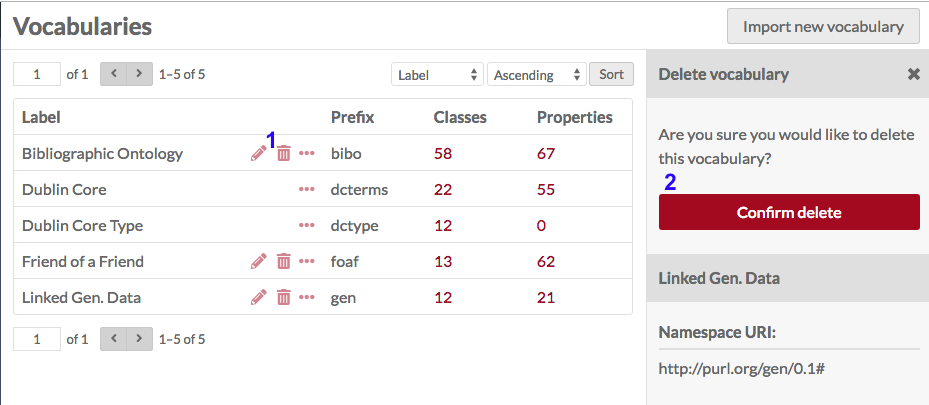 Vocabularies
Import new vocabulary
1 of 1 < > 1–5 of 5
Label Ascending Sort
Label Prefix Classes Properties
1
Bibliographic Ontology bibo 58 67
Dublin Core dcterms 22 55
Dublin Core Type dctype 12 0
Friend of a Friend foaf 13 62
Linked Gen. Data gen 12 21
1 of 1 < > 1–5 of 5
Delete vocabulary
Are you sure you would like to delete
this vocabulary?
2
Confirm delete
Linked Gen. Data
Namespace URI:
http://purl.org/gen/0.1#